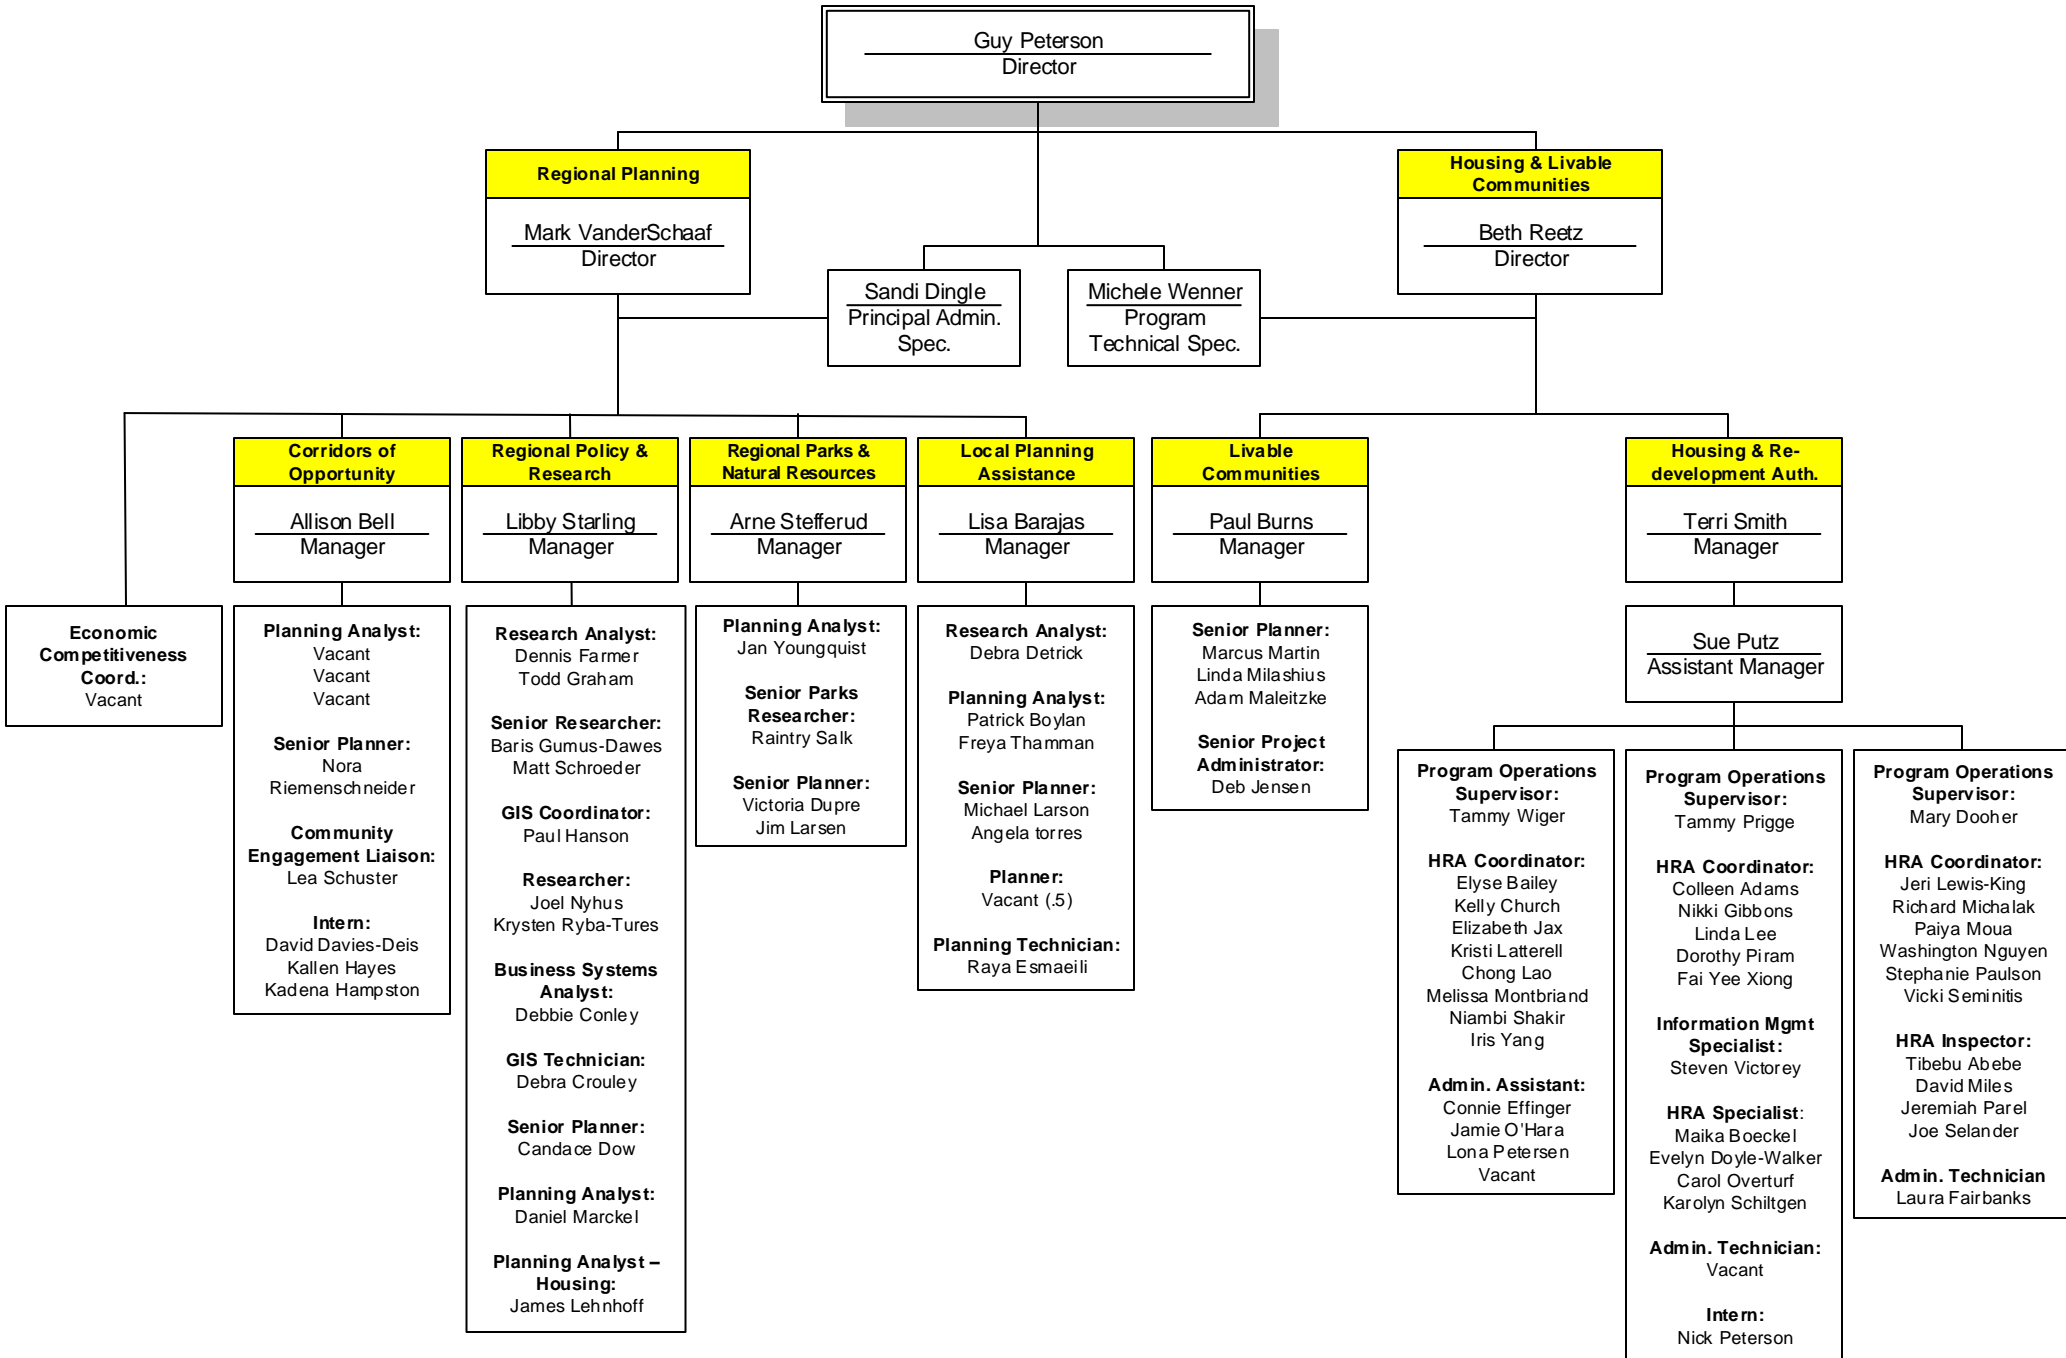 Guy Peterson
Director
Regional Planning
Mark VanderSchaaf
Director
Housing & Livable
Communities
Beth Reetz
Director
Sandi Dingle
Principal Admin.
Spec.
Michele Wenner
Program
Technical Spec.
Economic
Competitiveness
Coord.:
Vacant
Corridors of
Opportunity
Allison Bell
Manager
Planning Analyst:
Vacant
Vacant
Vacant
Senior Planner:
Nora
Riemenschneider
Community
Engagement Liaison:
Lea Schuster
Intern:
David Davies-Deis
Kallen Hayes
Kadena Hampston
Regional Policy &
Research
Libby Starling
Manager
Research Analyst:
Dennis Farmer
Todd Graham
Senior Researcher:
Baris Gumus-Dawes
Matt Schroeder
GIS Coordinator:
Paul Hanson
Researcher:
Joel Nyhus
Krysten Ryba-Tures
Business Systems
Analyst:
Debbie Conley
GIS Technician:
Debra Crouley
Senior Planner:
Candace Dow
Planning Analyst:
Daniel Marckel
Planning Analyst –
Housing:
James Lehnhoff
Regional Parks &
Natural Resources
Arne Stefferud
Manager
Planning Analyst:
Jan Youngquist
Senior Parks
Researcher:
Raintry Salk
Senior Planner:
Victoria Dupre
Jim Larsen
Local Planning
Assistance
Lisa Barajas
Manager
Research Analyst:
Debra Detrick
Planning Analyst:
Patrick Boylan
Freya Thamman
Senior Planner:
Michael Larson
Angela torres
Planner:
Vacant (.5)
Planning Technician:
Raya Esmaeili
Livable
Communities
Paul Burns
Manager
Senior Planner:
Marcus Martin
Linda Milashius
Adam Maleitzke
Senior Project
Administrator:
Deb Jensen
Housing & Re-
development Auth.
Terri Smith
Manager
Sue Putz
Assistant Manager
Program Operations
Supervisor:
Tammy Wiger
HRA Coordinator:
Elyse Bailey
Kelly Church
Elizabeth Jax
Kristi Latterell
Chong Lao
Melissa Montbriand
Niambi Shakir
Iris Yang
Admin. Assistant:
Connie Effinger
Jamie O'Hara
Lona Petersen
Vacant
Program Operations
Supervisor:
Tammy Prigge
HRA Coordinator:
Colleen Adams
Nikki Gibbons
Linda Lee
Dorothy Piram
Fai Yee Xiong
Information Mgmt
Specialist:
Steven Victorey
HRA Specialist:
Maika Boeckel
Evelyn Doyle-Walker
Carol Overturf
Karolyn Schiltgen
Admin. Technician:
Vacant
Intern:
Nick Peterson
Program Operations
Supervisor:
Mary Dooher
HRA Coordinator:
Jeri Lewis-King
Richard Michalak
Paiya Moua
Washington Nguyen
Stephanie Paulson
Vicki Seminitis
HRA Inspector:
Tibebu Abebe
David Miles
Jeremiah Parel
Joe Selander
Admin. Technician
Laura Fairbanks